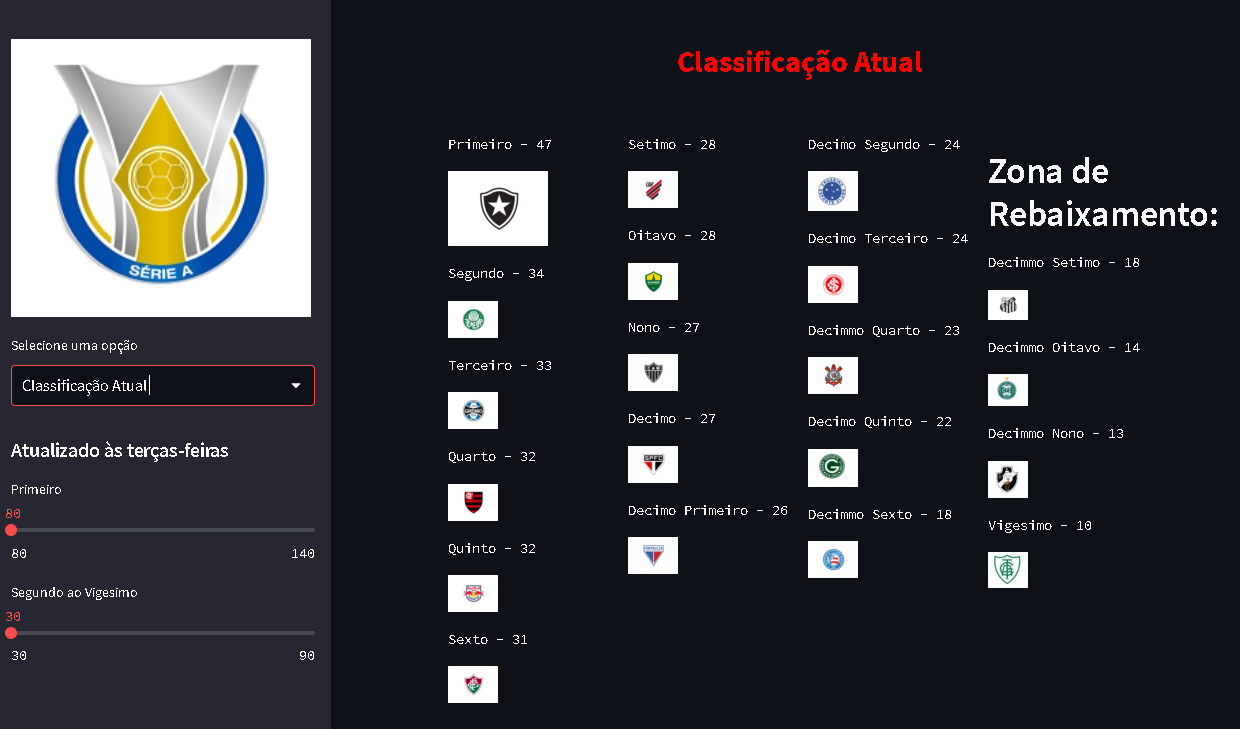 SÉRIE A
Selecione uma opção
Classificação Atual
Atualizado às terças-feiras
Primeiro
80
80 140
Segundo ao Vigesimo
30
30 90
Classificação Atual
Primeiro - 47
Segundo - 34
Terceiro - 33
Quarto - 32
Quinto - 32
Sexto - 31
Setimo - 28
Oitavo - 28
Nono - 27
Decimo - 27
SPFC
Decimo Primeiro - 26
Decimo Segundo - 24
Decimo Terceiro - 24
Decimmo Quarto - 23
Decimo Quinto - 22
Decimmo Sexto - 18
Zona de
Rebaixamento:
Decimmo Setimo - 18
Decimmo Oitavo - 14
Decimmo Nono - 13
Vigesimo - 10